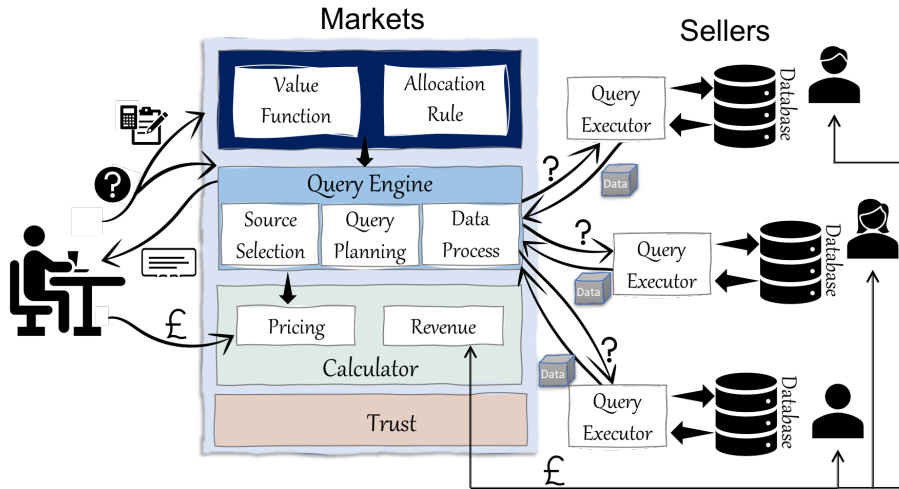 Markets
Sellers
Value
Function
Allocation
Rule
Query
Executor
Database
?
?
Data
Query Engine
Source
Selection
Query
Planning
Data
Process
?
Query
Executor
Database
Data
£
Pricing
Revenue
Calculator
?
Data
Query
Executor
Database
Trust
£